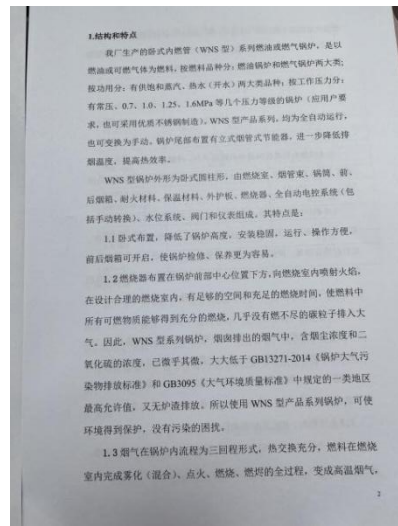 1.结构和特点
我厂生产的卧式内燃管（WNS 型）系列燃油或燃气锅炉，是以
燃油或可燃气体为燃料，按燃料品种分：燃油锅炉和燃气锅炉两大类；
按功用分：有供饱和蒸汽、热水（开水）两大类品种；按工作压力分：
有常压、0.7、1.0、1.25、1.6MPa 等几个压力等级的锅炉（应用户要
求，也可采用优质不锈钢制造）。WNS 型产品系列，均为全自动运行，
也可变换为手动。锅炉尾部布置有立式烟管式节能器，进一步降低排
烟温度，提高热效率。
WNS 型锅炉外形为卧式圆柱形，由燃烧室、烟管束、锅筒、前、
后烟箱、耐火材料、保温材料、外护板、燃烧器、全自动电控系统（包
括手动转换）、水位系统、阀门和仪表组成。其特点是：
1.1 卧式布置，降低了锅炉高度，安装稳固，运行、操作方便，
前后烟箱可开启，使锅炉检修、保养更为容易。
1.2 燃烧器布置在锅炉前部中心位置下方，向燃烧室内喷射火焰，
在设计合理的燃烧室内，有足够的空间和充足的燃烧时间，使燃料中
所有可燃物质能够得到充分的燃烧，几乎没有燃不尽的碳粒子排入大
气。因此，WNS 型系列锅炉，烟囱排出的烟气中，含烟尘浓度和二
氧化硫的浓度，已微乎其微，大大低于 GB13271-2014《锅炉大气污
染物排放标准》和 GB3095《大气环境质量标准》中规定的一类地区
最高允许值，又无炉渣排放。所以使用 WNS 型产品系列锅炉，可使
环境得到保护，没有污染的困扰。
1.3 烟气在锅炉内流程为三回程形式，热交换充分，燃料在燃烧
室内完成雾化（混合）、点火、燃烧、燃烬的全过程，变成高温烟气，
2